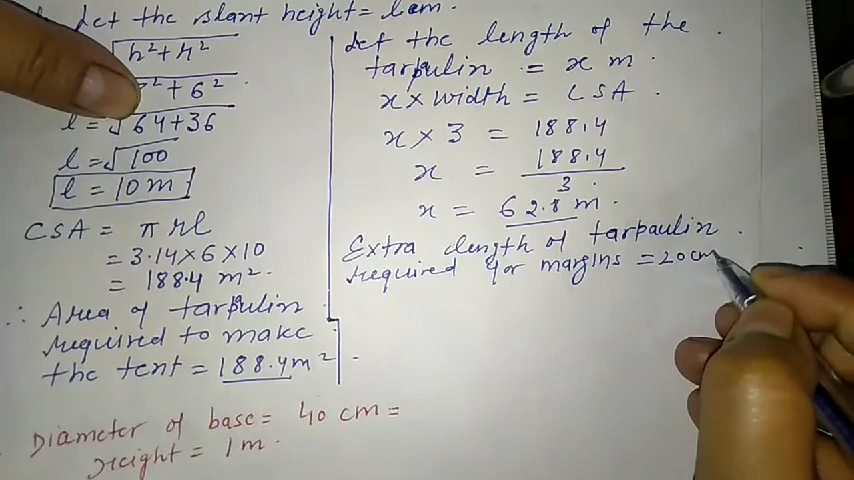 Let the slant height = l cm.
√h²+r²
²+6²
l = √64+36
l = √100
l = 10 m
CSA = πrl
= 3.14×6×10
= 188.4 m².
∴ Area of tarpulin
required to make
the tent = 188.4 m²
Diameter of base = 40 cm =
Height = 1 m.
Let the length of the
tarpulin = x m.
x × width = CSA.
x × 3 = 188.4
x = 188.4/3
x = 62.8 m.
Extra length of tarpaulin
required for margins = 20 cm